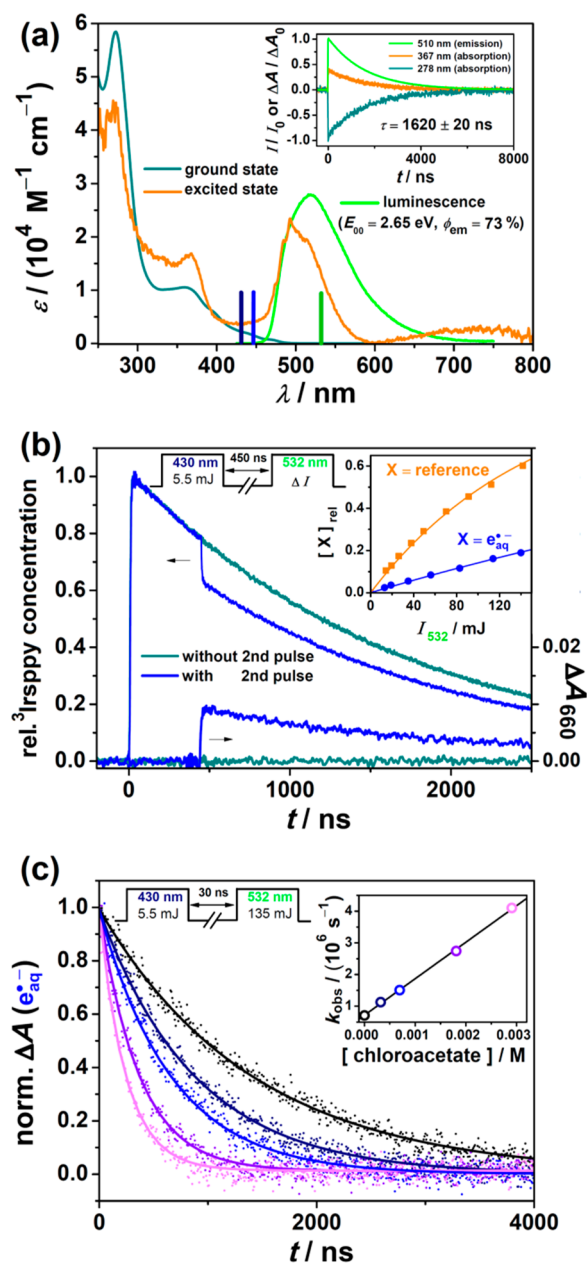 (a)
I / I0 or ΔA / ΔA0
1.0
0.5
0.0
-0.5
-1.0
510 nm (emission)
367 nm (absorption)
278 nm (absorption)
τ = 1620 ± 20 ns
0 4000 8000
t / ns
ε / (10⁴ M⁻¹ cm⁻¹)
6
5
4
3
2
1
0
ground state
excited state
luminescence
(E00 = 2.65 eV, ϕem = 73 %)
300 400 500 600 700 800
λ / nm
(b)
rel. ³Irsppy concentration
1.0
0.8
0.6
0.4
0.2
0.0
430 nm
5.5 mJ
450 ns
532 nm
Δ I
[ X ]rel
0.6
0.4
0.2
0.0
X = reference
X = eaq•−
0 40 80 120
I532 / mJ
without 2nd pulse
with 2nd pulse
0.02
0.01
0.00
ΔA660
0 1000 2000
t / ns
(c)
norm. ΔA (eaq•−)
1.0
0.8
0.6
0.4
0.2
0.0
430 nm
5.5 mJ
30 ns
532 nm
135 mJ
kobs / (10⁶ s⁻¹)
4
3
2
1
0.000 0.001 0.002 0.003
[ chloroacetate ] / M
0 2000 4000
t / ns